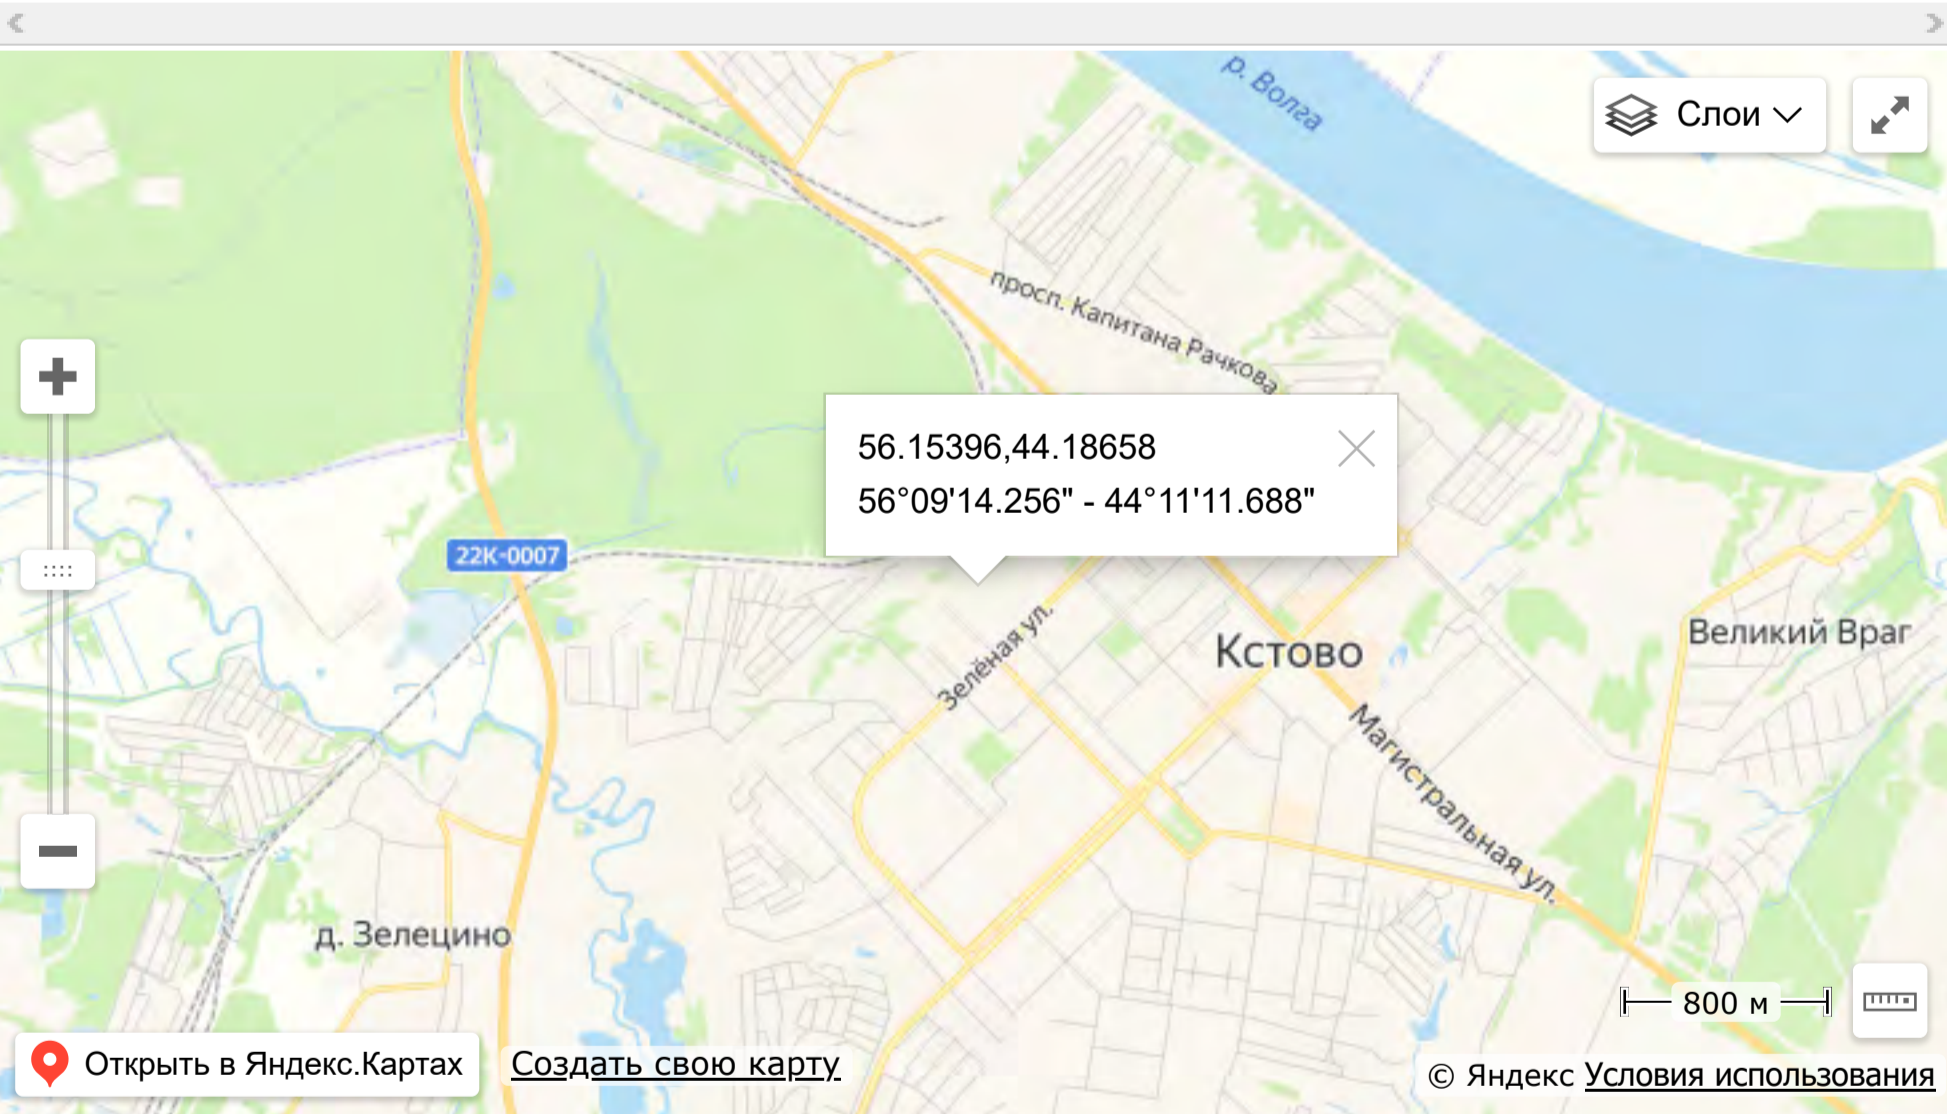 р. Волга
Слои
просп. Капитана Рачкова
56.15396,44.18658
56°09'14.256" - 44°11'11.688"
22К-0007
Зелёная ул.
Кстово
Великий Враг
Магистральная ул.
д. Зелецино
800 м
Открыть в Яндекс.Картах
Создать свою карту
© Яндекс Условия использования